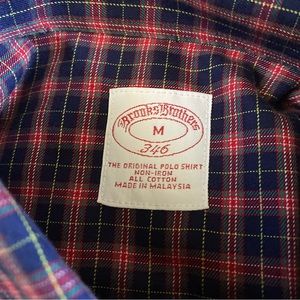 Brooks Brothers
M
346
THE ORIGINAL POLO SHIRT
NON-IRON
ALL COTTON
MADE IN MALAYSIA